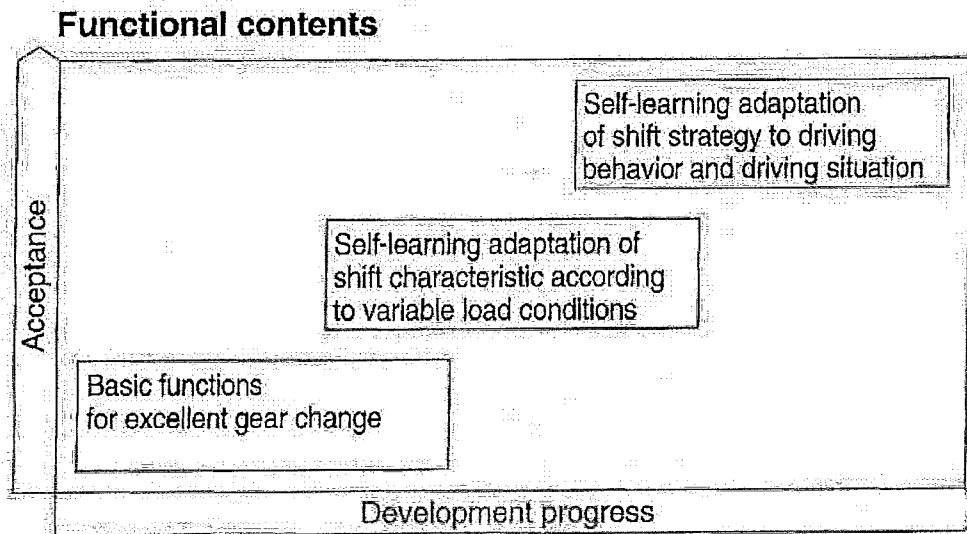 Functional contents
Self-learning adaptation
of shift strategy to driving
behavior and driving situation
Self-learning adaptation of
shift characteristic according
to variable load conditions
Basic functions
for excellent gear change
Acceptance
Development progress